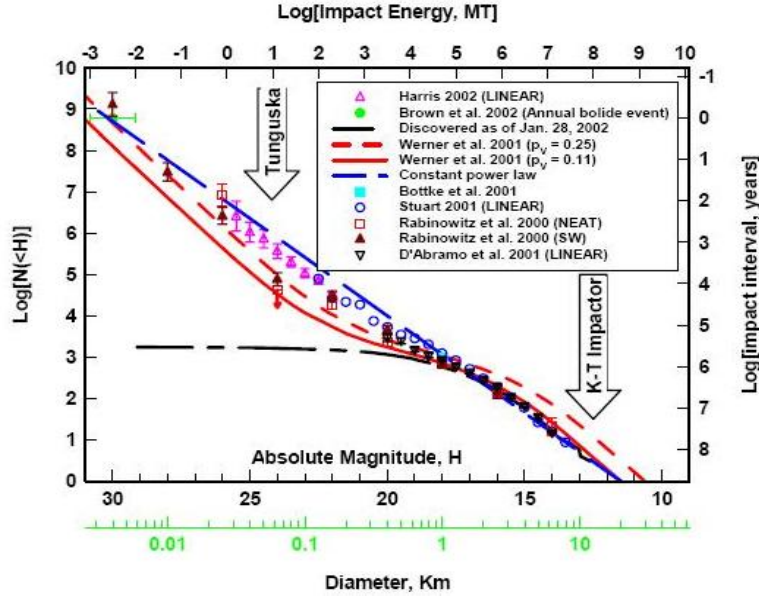 Log[Impact Energy, MT]
-3 -2 -1 0 1 2 3 4 5 6 7 8 9 10
10
9
8
7
6
5
4
3
2
1
0
Log[N(<H)]
Tunguska
Harris 2002 (LINEAR)
Brown et al. 2002 (Annual bolide event)
Discovered as of Jan. 28, 2002
Werner et al. 2001 (pV = 0.25)
Werner et al. 2001 (pV = 0.11)
Constant power law
Bottke et al. 2001
Stuart 2001 (LINEAR)
Rabinowitz et al. 2000 (NEAT)
Rabinowitz et al. 2000 (SW)
D'Abramo et al. 2001 (LINEAR)
K-T Impactor
-1
0
1
2
3
4
5
6
7
8
Log[impact interval, years]
Absolute Magnitude, H
30 25 20 15 10
0.01 0.1 1 10
Diameter, Km